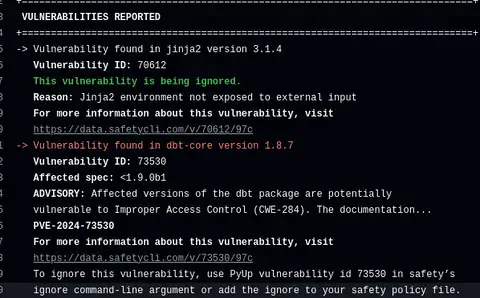 +==============================================================================+
VULNERABILITIES REPORTED
+==============================================================================+
-> Vulnerability found in jinja2 version 3.1.4
Vulnerability ID: 70612
This vulnerability is being ignored.
Reason: Jinja2 environment not exposed to external input
For more information about this vulnerability, visit
https://data.safetycli.com/v/70612/97c
-> Vulnerability found in dbt-core version 1.8.7
Vulnerability ID: 73530
Affected spec: <1.9.0b1
ADVISORY: Affected versions of the dbt package are potentially
vulnerable to Improper Access Control (CWE-284). The documentation...
PVE-2024-73530
For more information about this vulnerability, visit
https://data.safetycli.com/v/73530/97c
To ignore this vulnerability, use PyUp vulnerability id 73530 in safety's
ignore command-line argument or add the ignore to your safety policy file.